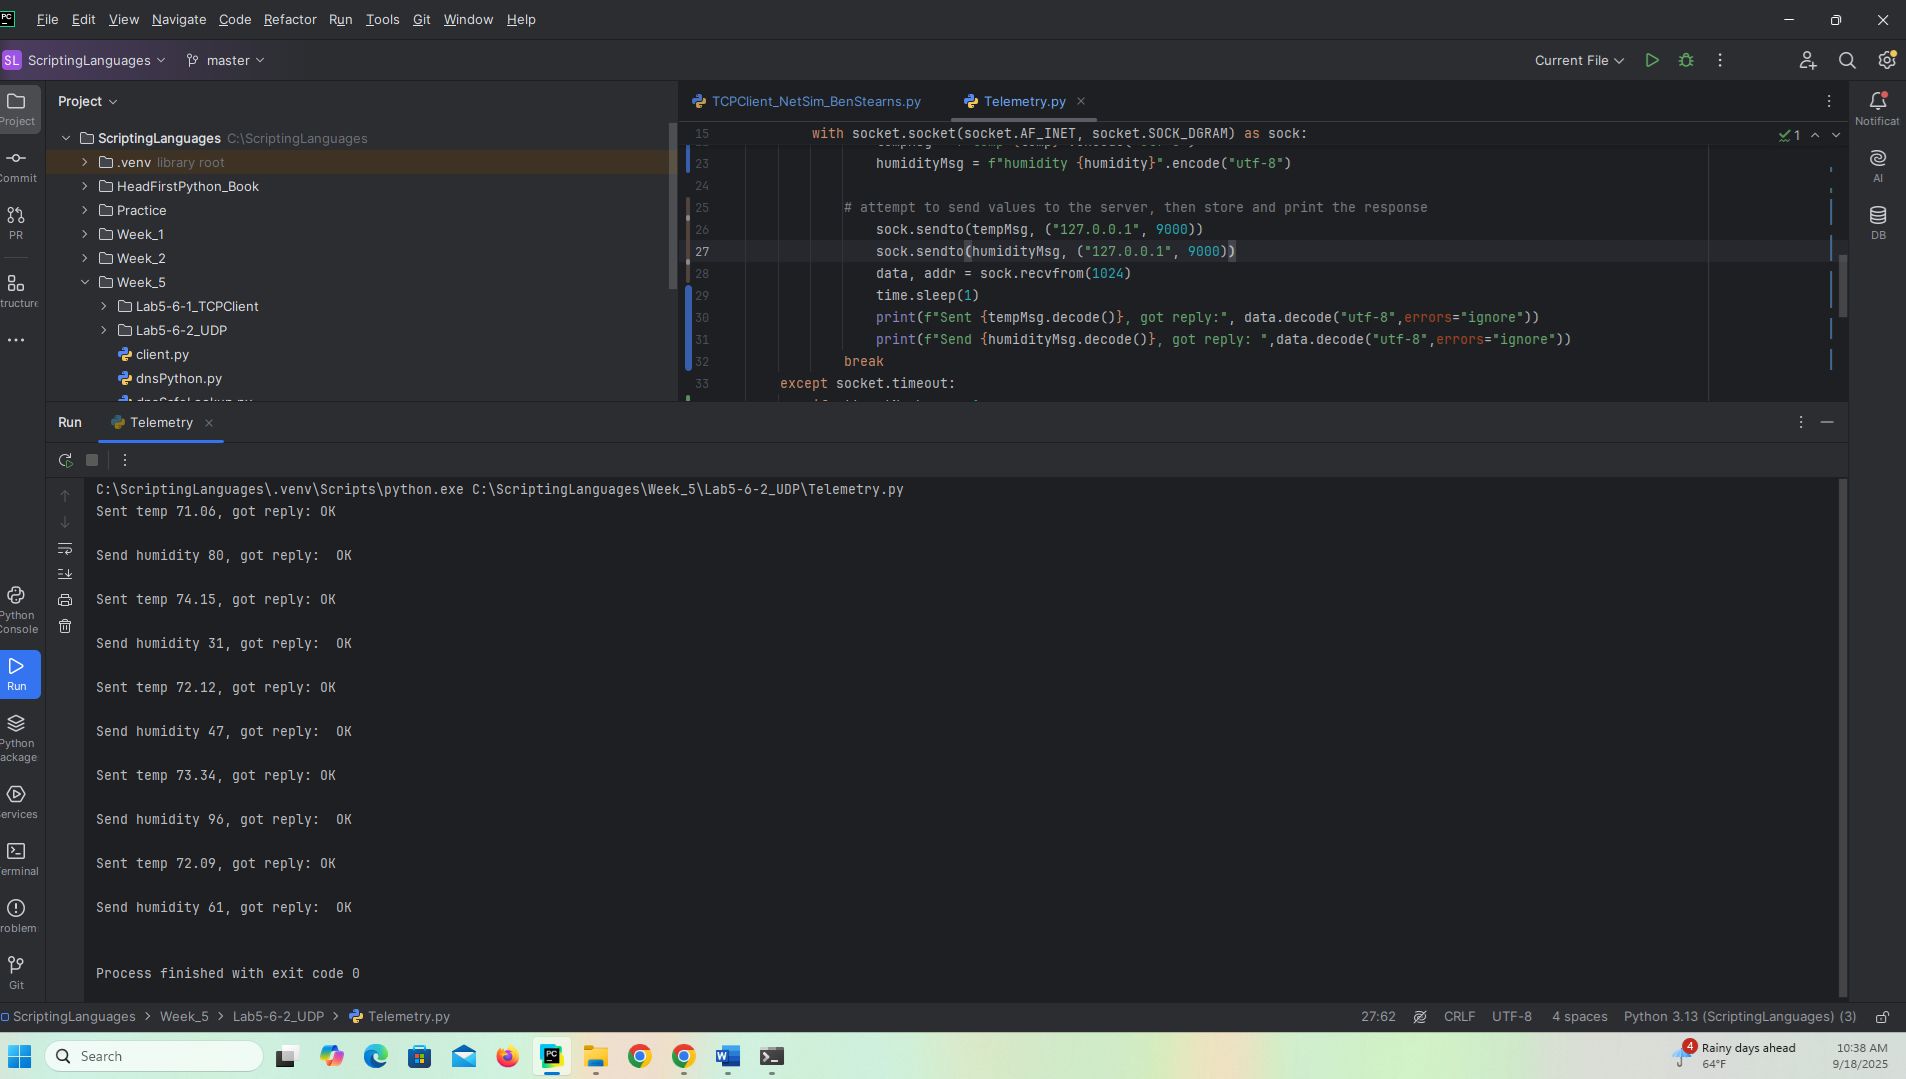 PC File Edit View Navigate Code Refactor Run Tools Git Window Help
SL ScriptingLanguages master Current File
Project
TCPClient_NetSim_BenStearns.py Telemetry.py
Project
ScriptingLanguages C:\ScriptingLanguages
.venv library root
HeadFirstPython_Book
Practice
Week_1
Week_2
Week_5
Lab5-6-1_TCPClient
Lab5-6-2_UDP
client.py
dnsPython.py
Commit
PR
tructure
15 with socket.socket(socket.AF_INET, socket.SOCK_DGRAM) as sock:
1
23 humidityMsg = f"humidity {humidity}".encode("utf-8")
24
25 # attempt to send values to the server, then store and print the response
26 sock.sendto(tempMsg, ("127.0.0.1", 9000))
27 sock.sendto(humidityMsg, ("127.0.0.1", 9000))
28 data, addr = sock.recvfrom(1024)
29 time.sleep(1)
30 print(f"Sent {tempMsg.decode()}, got reply:", data.decode("utf-8",errors="ignore"))
31 print(f"Send {humidityMsg.decode()}, got reply: ",data.decode("utf-8",errors="ignore"))
32 break
33 except socket.timeout:
Notificat
AI
DB
Run Telemetry
C:\ScriptingLanguages\.venv\Scripts\python.exe C:\ScriptingLanguages\Week_5\Lab5-6-2_UDP\Telemetry.py
Sent temp 71.06, got reply: OK
Send humidity 80, got reply:  OK
Sent temp 74.15, got reply: OK
Send humidity 31, got reply:  OK
Sent temp 72.12, got reply: OK
Send humidity 47, got reply:  OK
Sent temp 73.34, got reply: OK
Send humidity 96, got reply:  OK
Sent temp 72.09, got reply: OK
Send humidity 61, got reply:  OK
Process finished with exit code 0
Python
Console
Run
Python
ackage
ervices
erminal
roblem
Git
ScriptingLanguages > Week_5 > Lab5-6-2_UDP > Telemetry.py
27:62 CRLF UTF-8 4 spaces Python 3.13 (ScriptingLanguages) (3)
Search
PC
W
4
Rainy days ahead
64°F
10:38 AM
9/18/2025